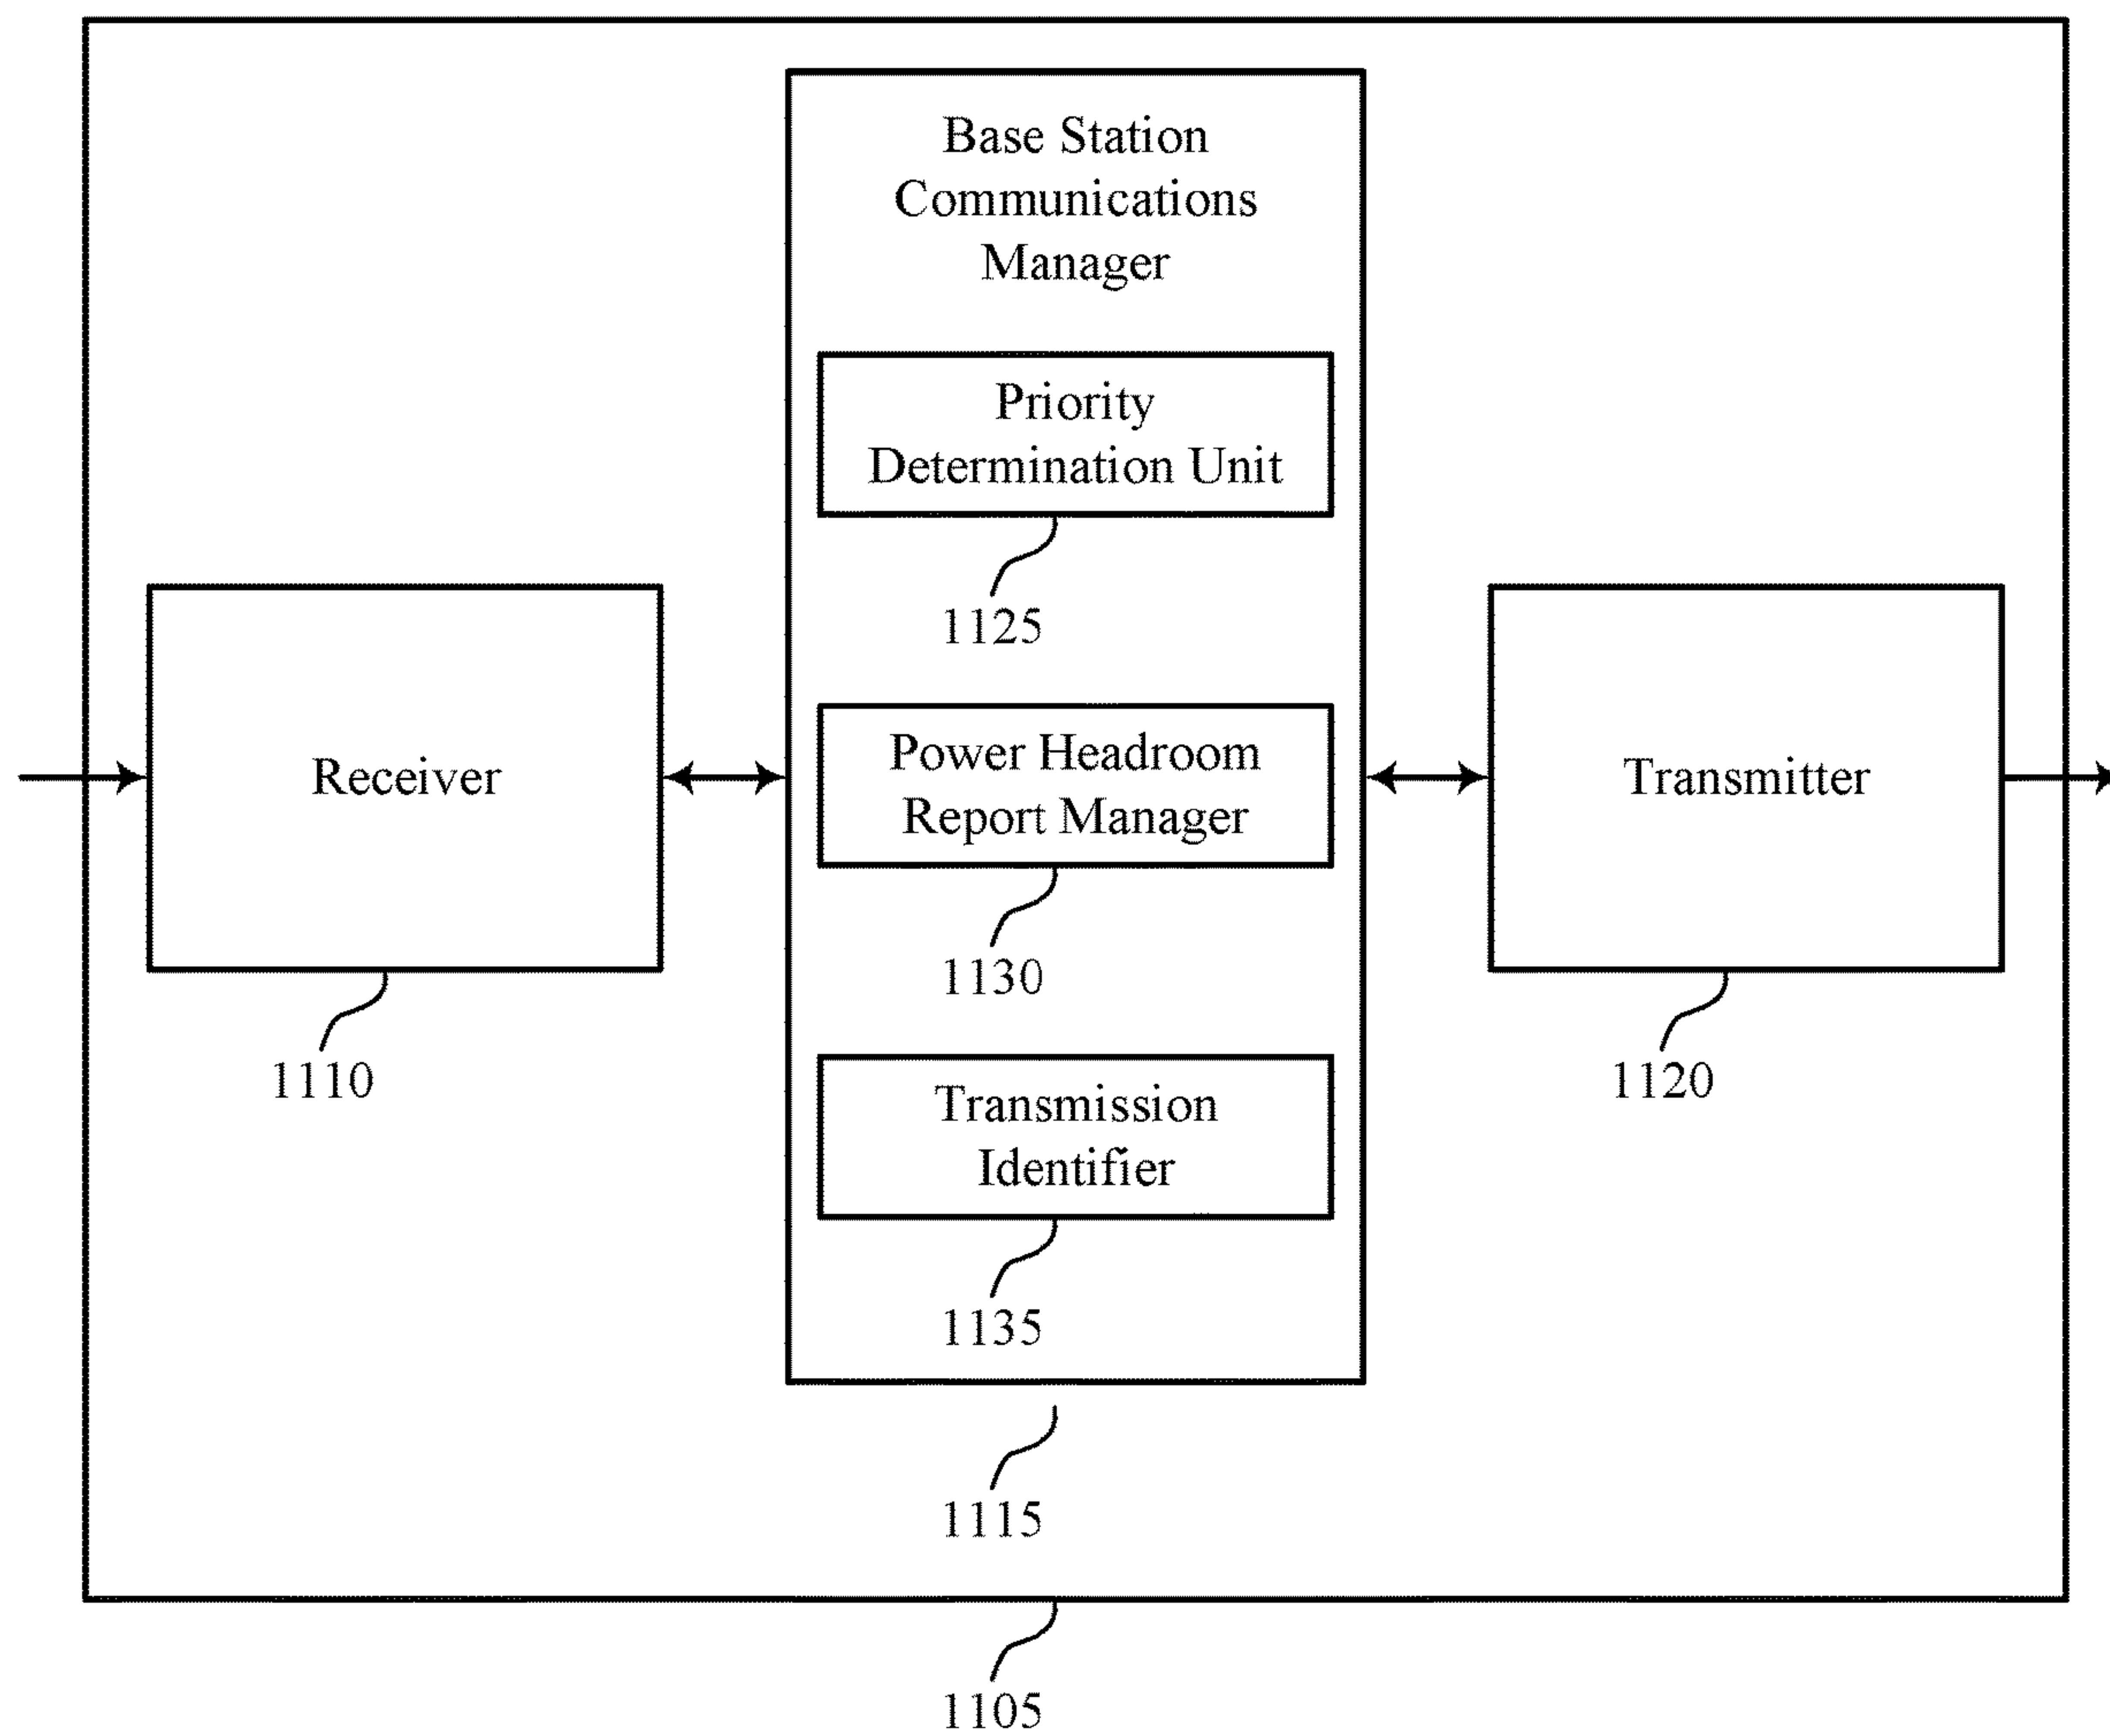 Base Station
Communications
Manager
Priority
Determination Unit
1125
Receiver
1110
Power Headroom
Report Manager
1130
Transmitter
1120
Transmission
Identifier
1135
1115
1105